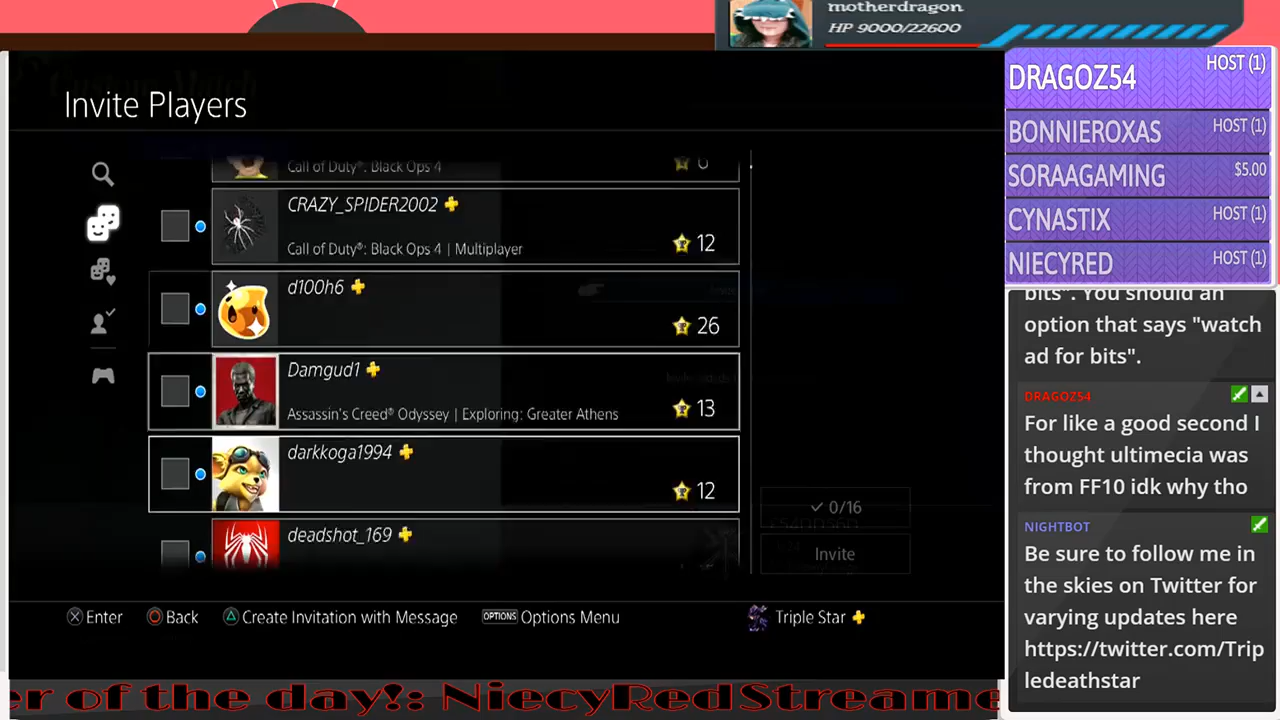 motherdragon
HP 9000/22600
Invite Players
Call of Duty®: Black Ops 4
CRAZY_SPIDER2002
Call of Duty®: Black Ops 4 | Multiplayer
12
d100h6
26
Damgud1
Assassin's Creed® Odyssey | Exploring: Greater Athens
13
darkkoga1994
12
deadshot_169
0/16
Invite
Enter
Back
Create Invitation with Message
OPTIONS Options Menu
Triple Star
DRAGOZ54 HOST (1)
BONNIEROXAS HOST (1)
SORAAGAMING $5.00
CYNASTIX HOST (1)
NIECYRED HOST (1)
bits". You should an
option that says "watch
ad for bits".
DRAGOZ54
For like a good second I
thought ultimecia was
from FF10 idk why tho
NIGHTBOT
Be sure to follow me in
the skies on Twitter for
varying updates here
https://twitter.com/Trip
ledeathstar
er of the day!: NiecyRedStreame